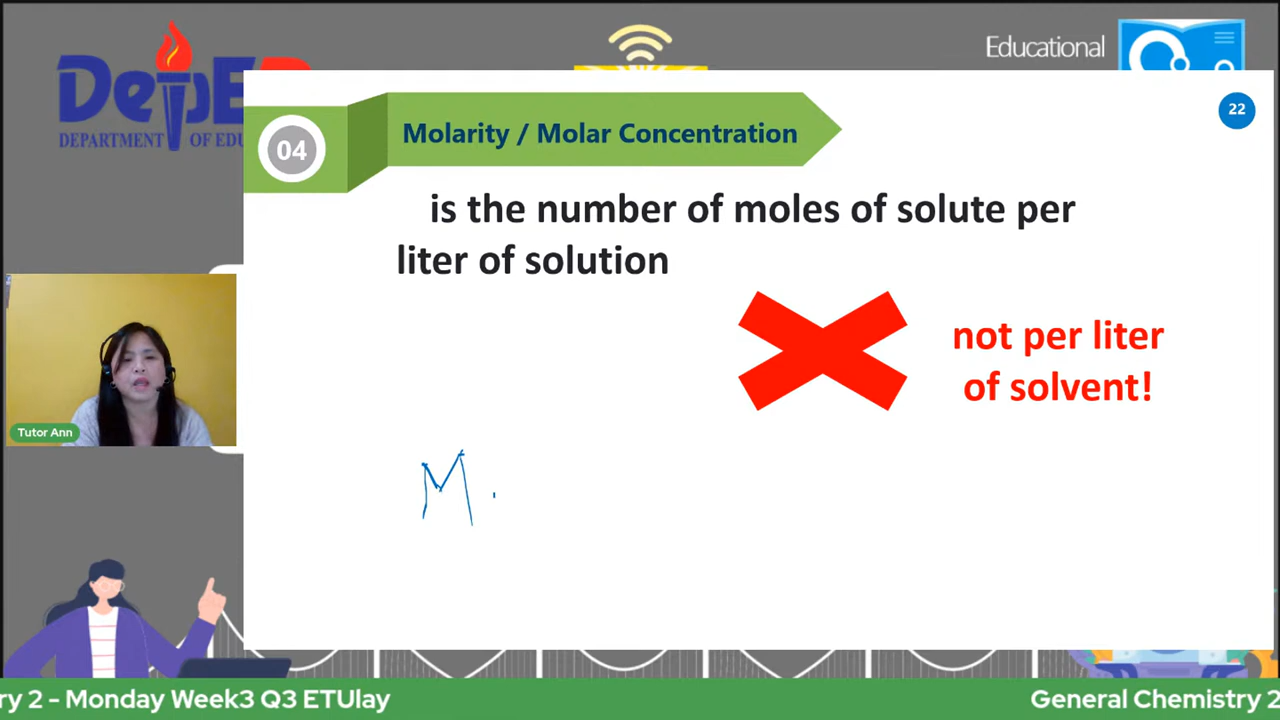 DepED
DEPARTMENT OF EDU
Educational
22
04
Molarity / Molar Concentration
is the number of moles of solute per
liter of solution
not per liter
of solvent!
Tutor Ann
M
ry 2 - Monday Week3 Q3 ETUlay
General Chemistry 2